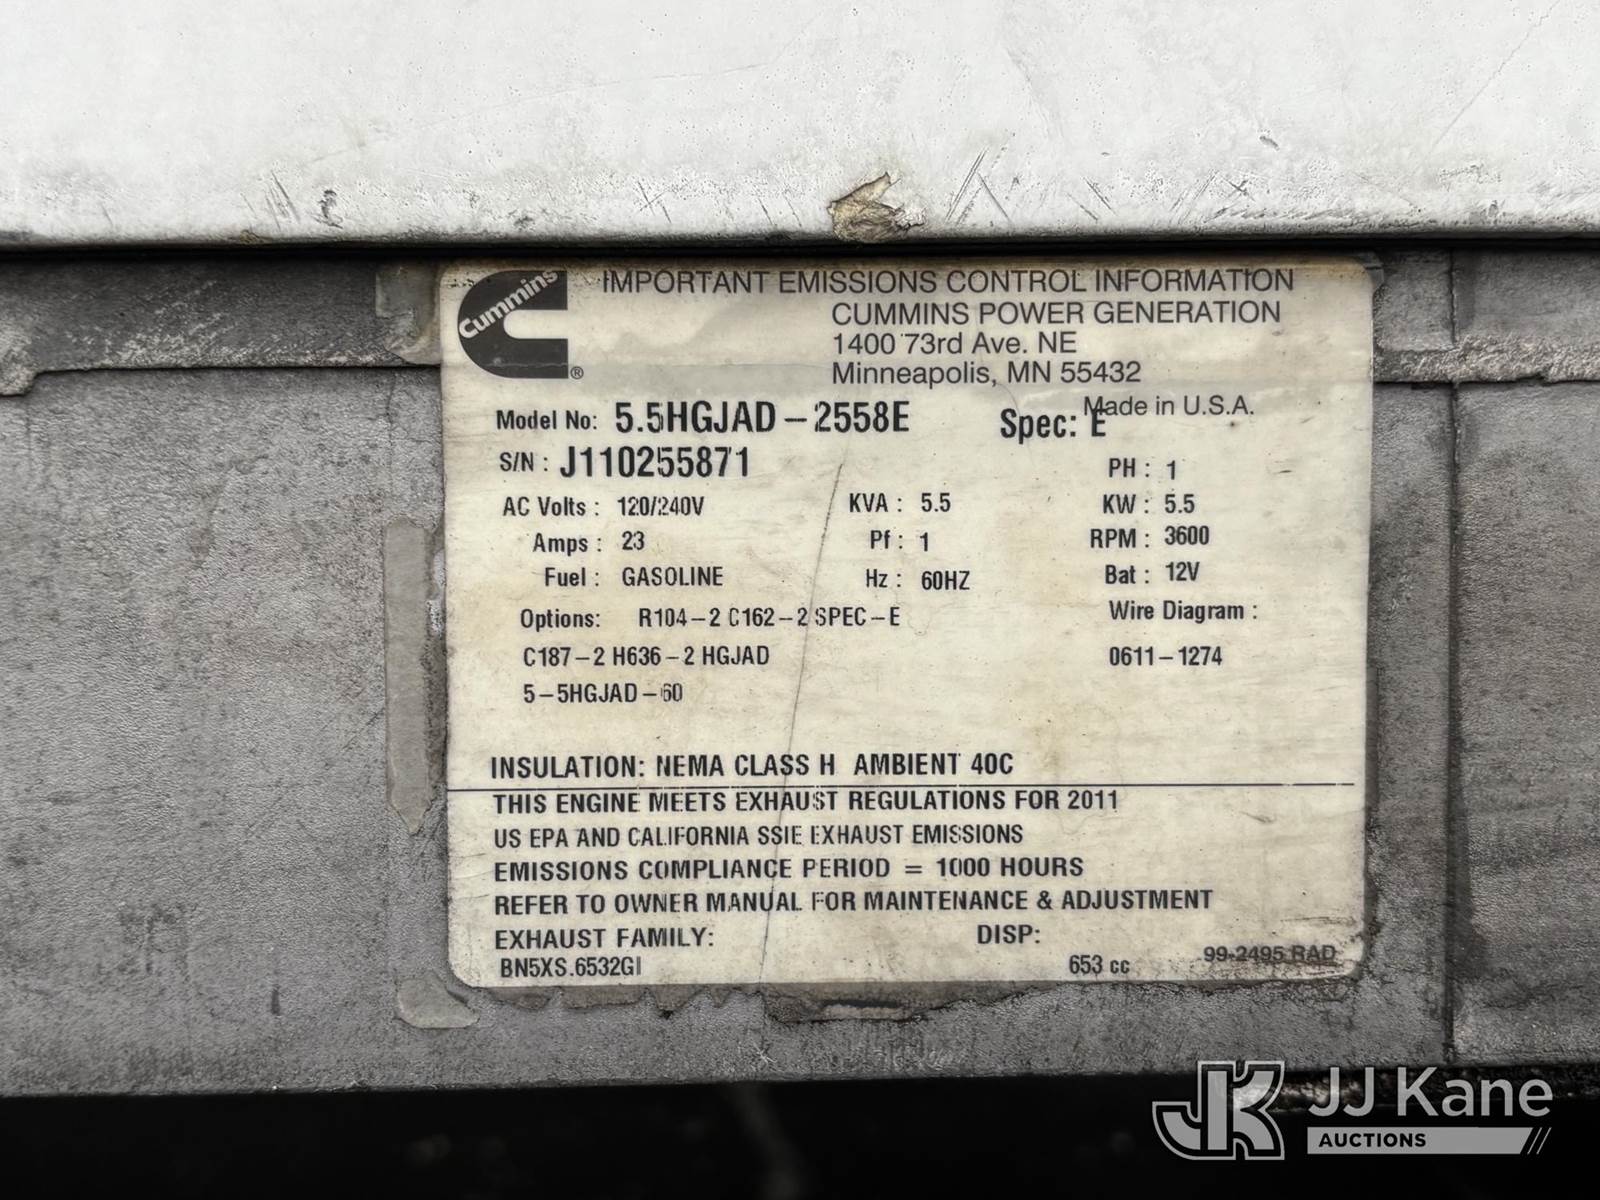 Cummins ®
IMPORTANT EMISSIONS CONTROL INFORMATION
CUMMINS POWER GENERATION
1400 73rd Ave. NE
Minneapolis, MN 55432
Made in U.S.A.
Model No: 5.5HGJAD-2558E Spec: E
S/N: J110255871 PH: 1
AC Volts: 120/240V KVA: 5.5 KW: 5.5
Amps: 23 Pf: 1 RPM: 3600
Fuel: GASOLINE Hz: 60HZ Bat: 12V
Options: R104-2 C162-2 SPEC-E Wire Diagram:
C187-2 H636-2 HGJAD 0611-1274
5-5HGJAD-60
INSULATION: NEMA CLASS H AMBIENT 40C
THIS ENGINE MEETS EXHAUST REGULATIONS FOR 2011
US EPA AND CALIFORNIA SSIE EXHAUST EMISSIONS
EMISSIONS COMPLIANCE PERIOD = 1000 HOURS
REFER TO OWNER MANUAL FOR MAINTENANCE & ADJUSTMENT
EXHAUST FAMILY: DISP:
BN5XS.6532GI 653 cc 99-2495 RAD
JK JJ Kane
AUCTIONS